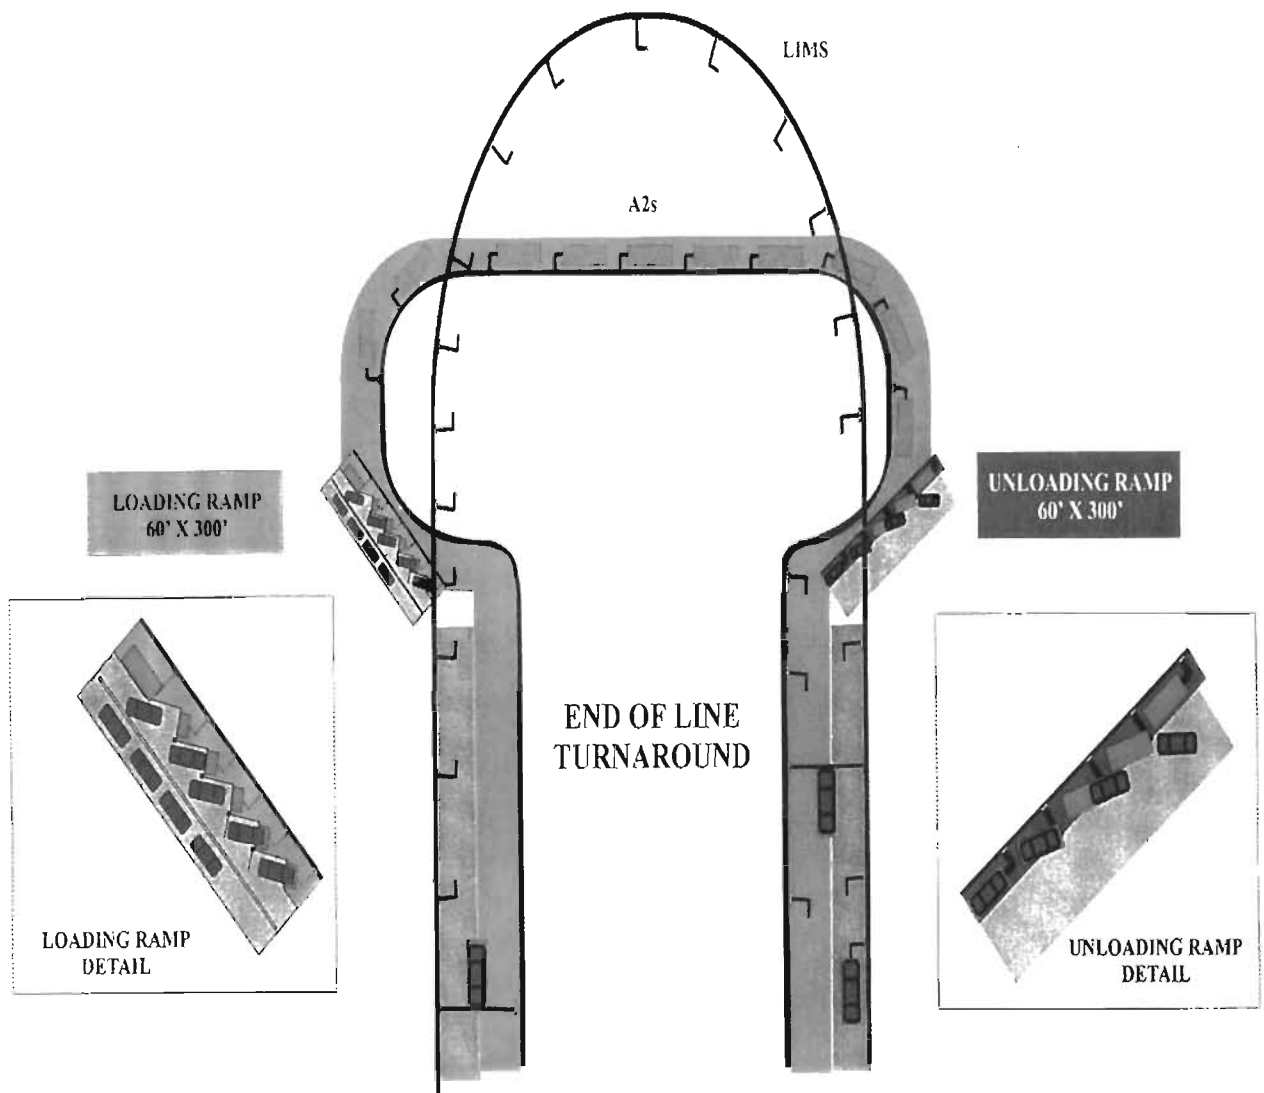 LIMS
A2s
LOADING RAMP
60' X 300'
UNLOADING RAMP
60' X 300'
END OF LINE
TURNAROUND
LOADING RAMP
DETAIL
UNLOADING RAMP
DETAIL